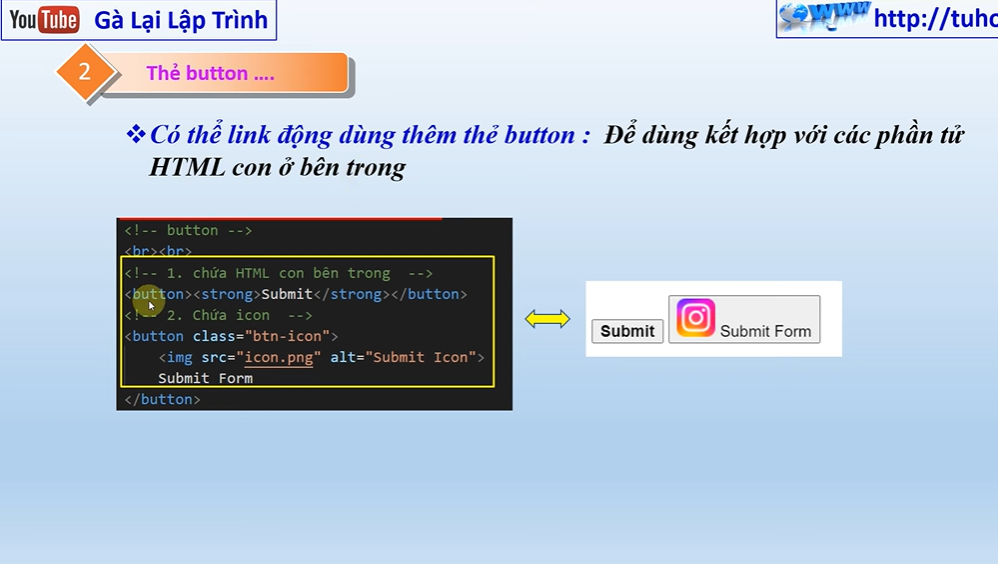 YouTube Gà Lại Lập Trình
WWW http://tuho
2 Thẻ button ....
❖Có thể link động dùng thêm thẻ button : Để dùng kết hợp với các phần tử
HTML con ở bên trong
<!-- button -->
<br><br>
<!-- 1. chứa HTML con bên trong -->
<button><strong>Submit</strong></button>
<!-- 2. Chứa icon -->
<button class="btn-icon">
<img src="icon.png" alt="Submit Icon">
Submit Form
</button>
Submit Submit Form